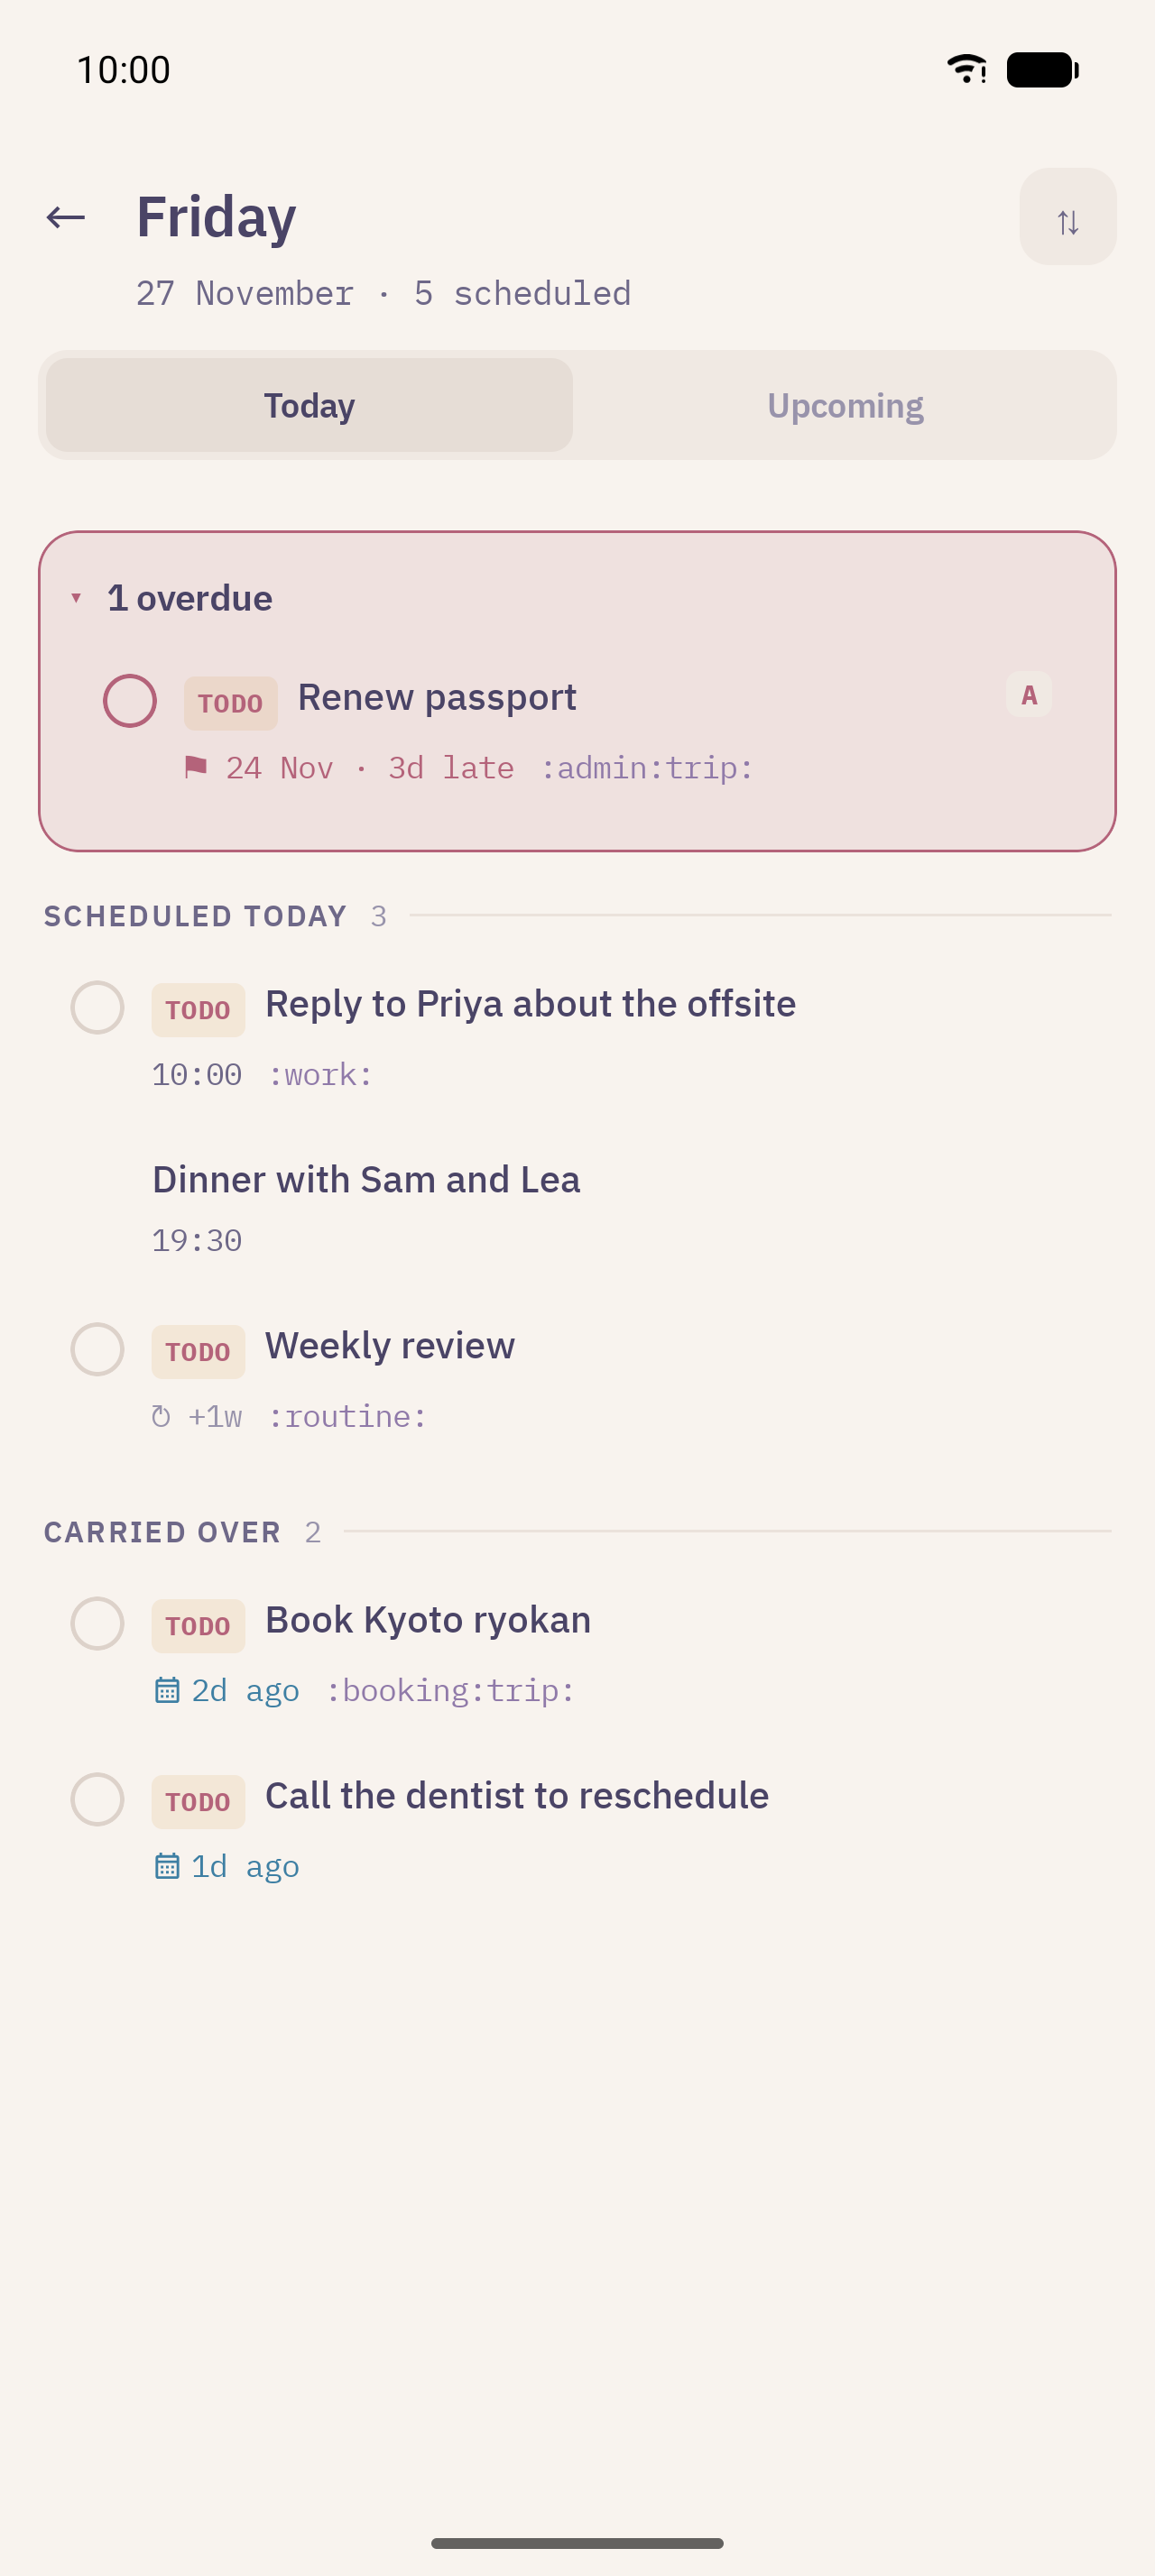 10:00
Friday
27 November · 5 scheduled
Today Upcoming
1 overdue
TODO Renew passport A
24 Nov · 3d late :admin:trip:
SCHEDULED TODAY 3
TODO Reply to Priya about the offsite
10:00 :work:
Dinner with Sam and Lea
19:30
TODO Weekly review
↻ +1w :routine:
CARRIED OVER 2
TODO Book Kyoto ryokan
2d ago :booking:trip:
TODO Call the dentist to reschedule
1d ago